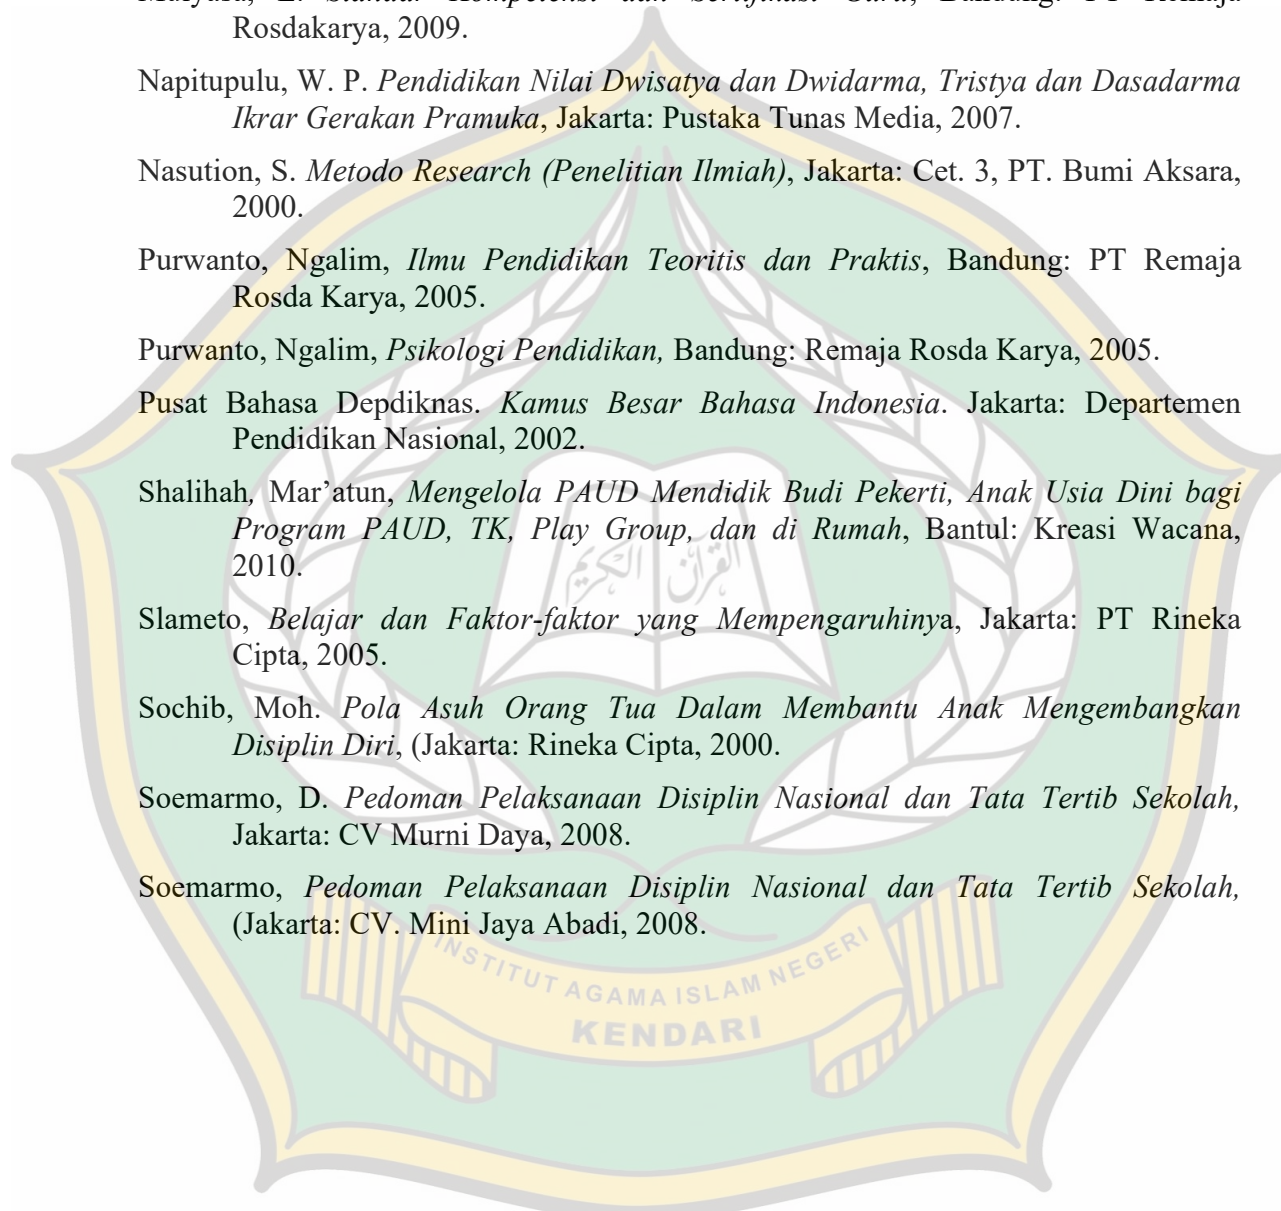 Rosdakarya, 2009.
Napitupulu, W. P. Pendidikan Nilai Dwisatya dan Dwidarma, Tristya dan Dasadarma
Ikrar Gerakan Pramuka, Jakarta: Pustaka Tunas Media, 2007.
Nasution, S. Metodo Research (Penelitian Ilmiah), Jakarta: Cet. 3, PT. Bumi Aksara,
2000.
Purwanto, Ngalim, Ilmu Pendidikan Teoritis dan Praktis, Bandung: PT Remaja
Rosda Karya, 2005.
Purwanto, Ngalim, Psikologi Pendidikan, Bandung: Remaja Rosda Karya, 2005.
Pusat Bahasa Depdiknas. Kamus Besar Bahasa Indonesia. Jakarta: Departemen
Pendidikan Nasional, 2002.
Shalihah, Mar’atun, Mengelola PAUD Mendidik Budi Pekerti, Anak Usia Dini bagi
Program PAUD, TK, Play Group, dan di Rumah, Bantul: Kreasi Wacana,
2010.
القرآن الكريم
Slameto, Belajar dan Faktor-faktor yang Mempengaruhinya, Jakarta: PT Rineka
Cipta, 2005.
Sochib, Moh. Pola Asuh Orang Tua Dalam Membantu Anak Mengembangkan
Disiplin Diri, (Jakarta: Rineka Cipta, 2000.
Soemarmo, D. Pedoman Pelaksanaan Disiplin Nasional dan Tata Tertib Sekolah,
Jakarta: CV Murni Daya, 2008.
Soemarmo, Pedoman Pelaksanaan Disiplin Nasional dan Tata Tertib Sekolah,
(Jakarta: CV. Mini Jaya Abadi, 2008.
INSTITUT AGAMA ISLAM NEGERI
KENDARI